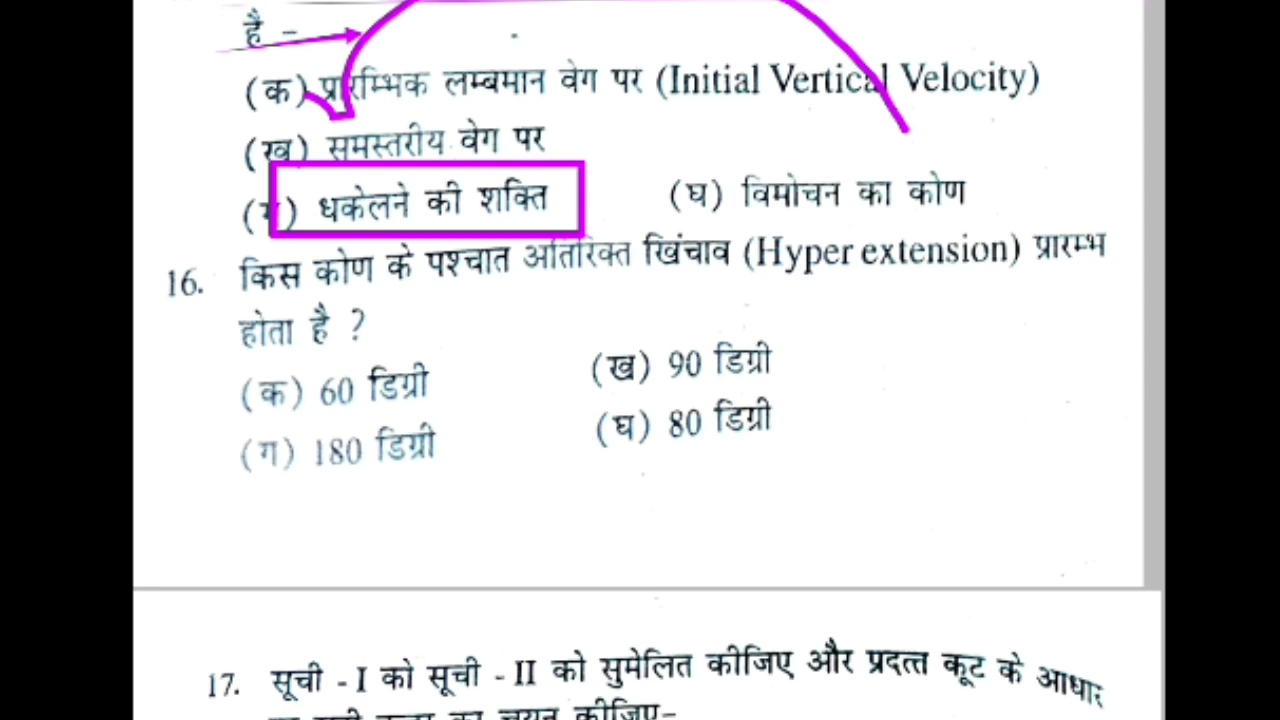 है -
(क) प्रारम्भिक लम्बमान वेग पर (Initial Vertical Velocity)
(ख) समस्तरीय वेग पर
(ग) धकेलने की शक्ति (घ) विमोचन का कोण
16. किस कोण के पश्चात अतिरिक्त खिंचाव (Hyper extension) प्रारम्भ
होता है ?
(क) 60 डिग्री (ख) 90 डिग्री
(ग) 180 डिग्री (घ) 80 डिग्री
17. सूची - I को सूची - II को सुमेलित कीजिए और प्रदत्त कूट के आधार
कीजिए-